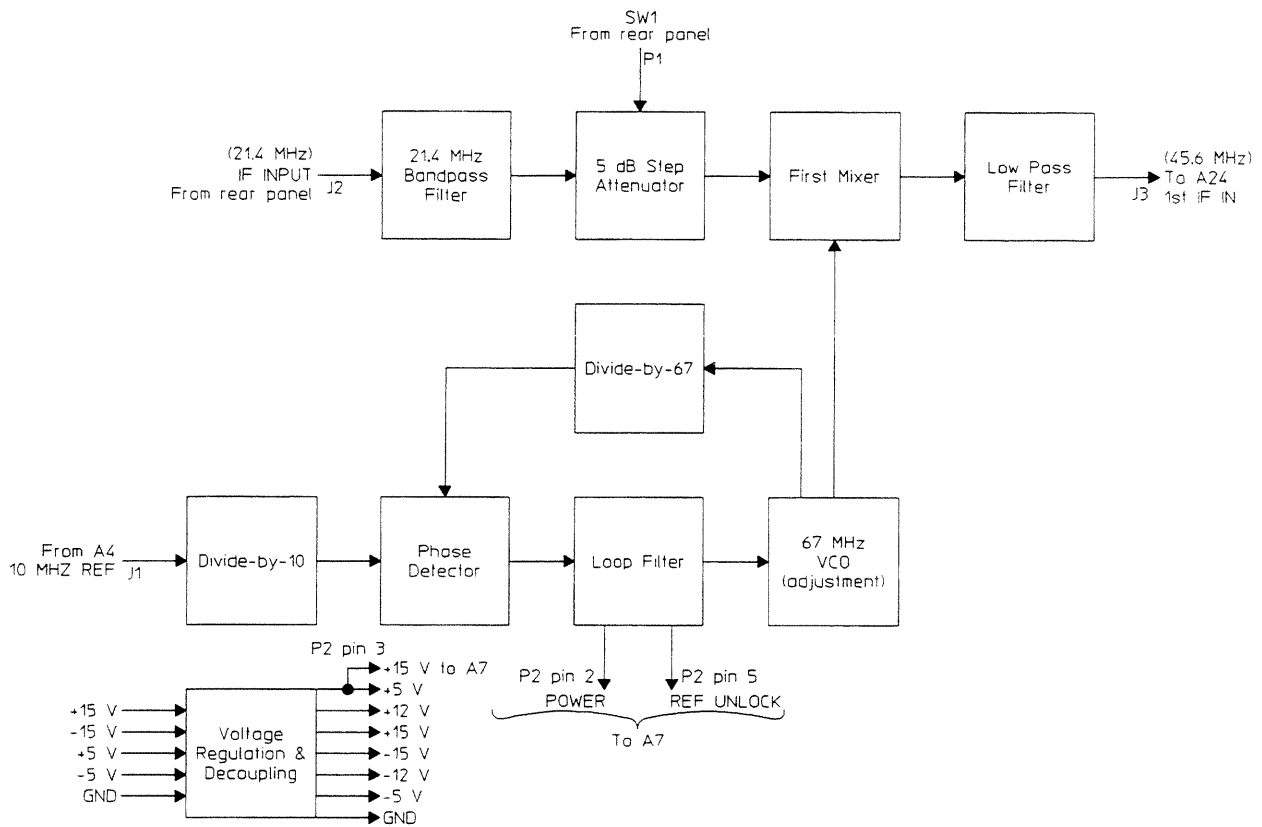 SW1
From rear panel
P1
(21.4 MHz)
IF INPUT
From rear panel
J2
21.4 MHz
Bandpass
Filter
5 dB Step
Attenuator
First Mixer
Low Pass
Filter
J3
(45.6 MHz)
To A24
1st IF IN
Divide-by-67
From A4
10 MHZ REF
J1
Divide-by-10
Phase
Detector
Loop Filter
67 MHz
VCO
(adjustment)
P2 pin 2
POWER
P2 pin 5
REF UNLOCK
To A7
P2 pin 3
+15 V to A7
+15 V
-15 V
+5 V
-5 V
GND
Voltage
Regulation &
Decoupling
+5 V
+12 V
+15 V
-15 V
-12 V
-5 V
GND